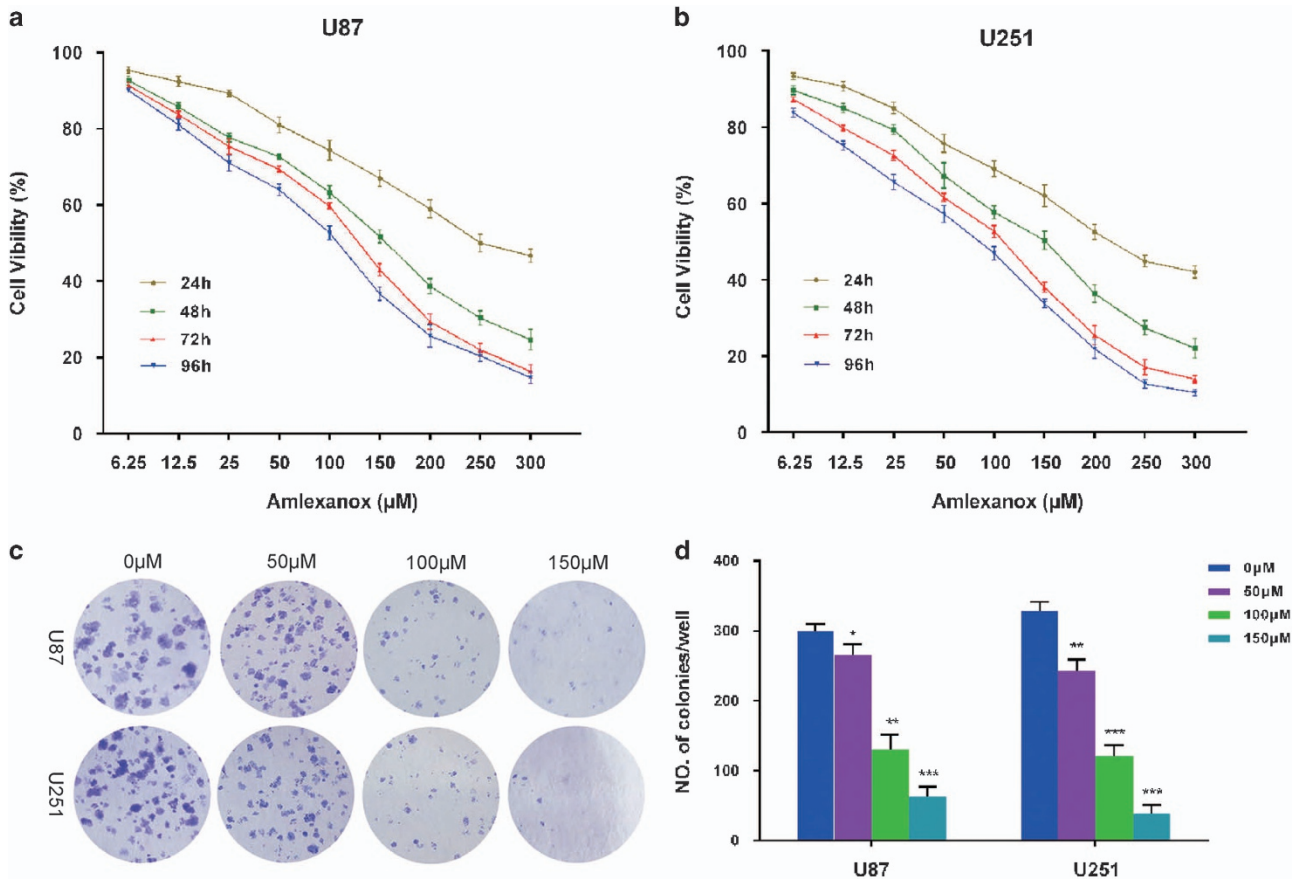 a
U87
Cell Vibility (%)
100
80
60
40
20
0
24h
48h
72h
96h
6.25 12.5 25 50 100 150 200 250 300
Amlexanox (µM)
b
U251
Cell Vibility (%)
100
80
60
40
20
0
24h
48h
72h
96h
6.25 12.5 25 50 100 150 200 250 300
Amlexanox (µM)
c
0µM 50µM 100µM 150µM
U87
U251
d
NO. of colonies/well
400
300
200
100
0
* ** ***
** *** ***
U87 U251
0µM
50µM
100µM
150µM